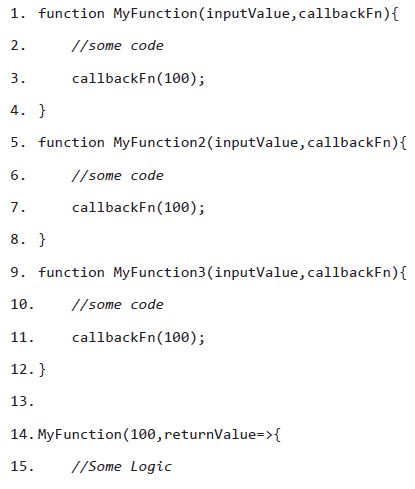 1. function MyFunction(inputValue,callbackFn){
2.    //some code
3.    callbackFn(100);
4. }
5. function MyFunction2(inputValue,callbackFn){
6.    //some code
7.    callbackFn(100);
8. }
9. function MyFunction3(inputValue,callbackFn){
10.    //some code
11.    callbackFn(100);
12. }
13.
14. MyFunction(100,returnValue=>{
15.    //Some Logic